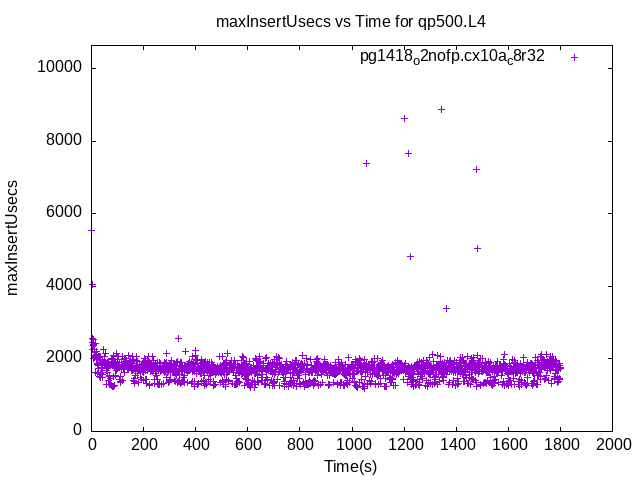 maxInsertUsecs vs Time for qp500.L4
pg1418o2nofp.cx10ac8r32
maxInsertUsecs
10000
8000
6000
4000
2000
0
0 200 400 600 800 1000 1200 1400 1600 1800 2000
Time(s)